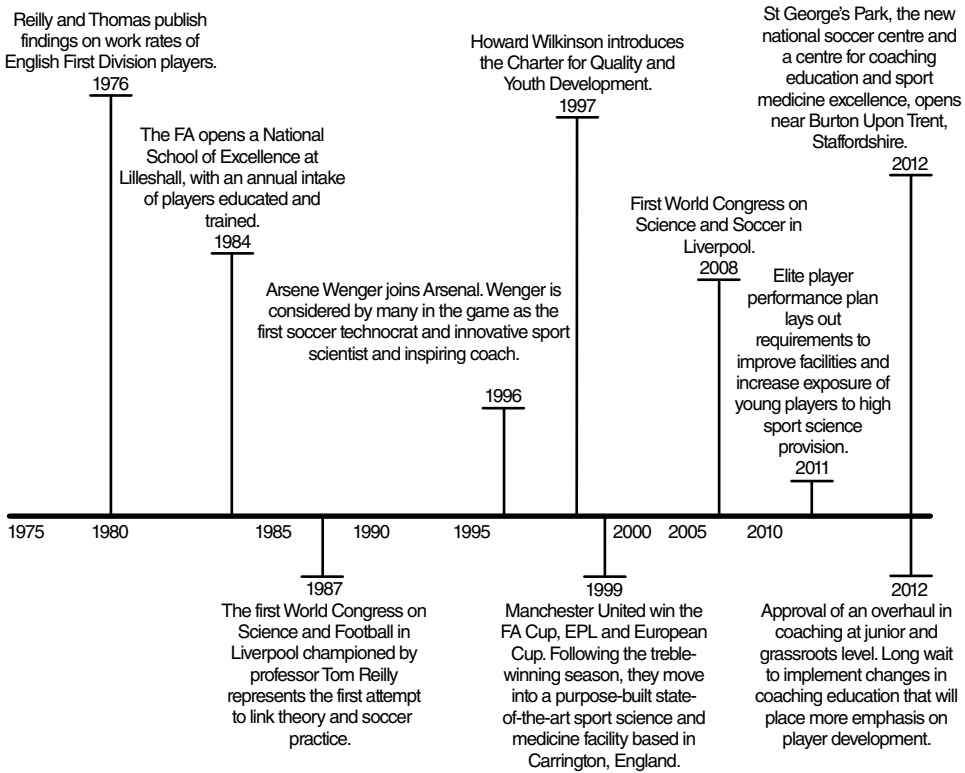 Reilly and Thomas publish
findings on work rates of
English First Division players.
1976
The FA opens a National
School of Excellence at
Lilleshall, with an annual intake
of players educated and
trained.
1984
Arsene Wenger joins Arsenal. Wenger is
considered by many in the game as the
first soccer technocrat and innovative sport
scientist and inspiring coach.
1996
Howard Wilkinson introduces
the Charter for Quality and
Youth Development.
1997
First World Congress on
Science and Soccer in
Liverpool.
2008
Elite player
performance plan
lays out
requirements to
improve facilities and
increase exposure of
young players to high
sport science
provision.
2011
St George's Park, the new
national soccer centre and
a centre for coaching
education and sport
medicine excellence, opens
near Burton Upon Trent,
Staffordshire.
2012
1975 1980 1985 1990 1995 2000 2005 2010
1987
The first World Congress on
Science and Football in
Liverpool championed by
professor Tom Reilly
represents the first attempt
to link theory and soccer
practice.
1999
Manchester United win the
FA Cup, EPL and European
Cup. Following the treble-
winning season, they move
into a purpose-built state-
of-the-art sport science and
medicine facility based in
Carrington, England.
2012
Approval of an overhaul in
coaching at junior and
grassroots level. Long wait
to implement changes in
coaching education that will
place more emphasis on
player development.